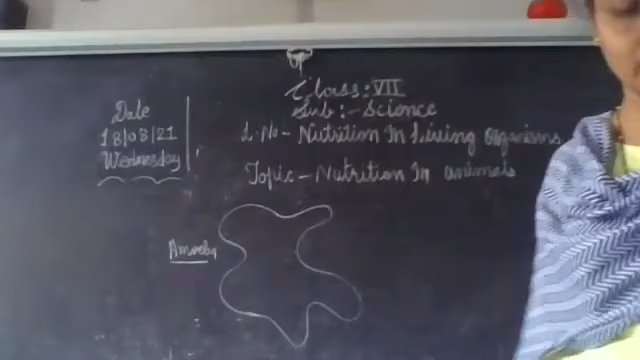 Class: VII
Sub :- Science
Date
18/08/21
Wednesday
L.No- Nutrition In Living Organisms
Topic - Nutrition In animals
Amoeba